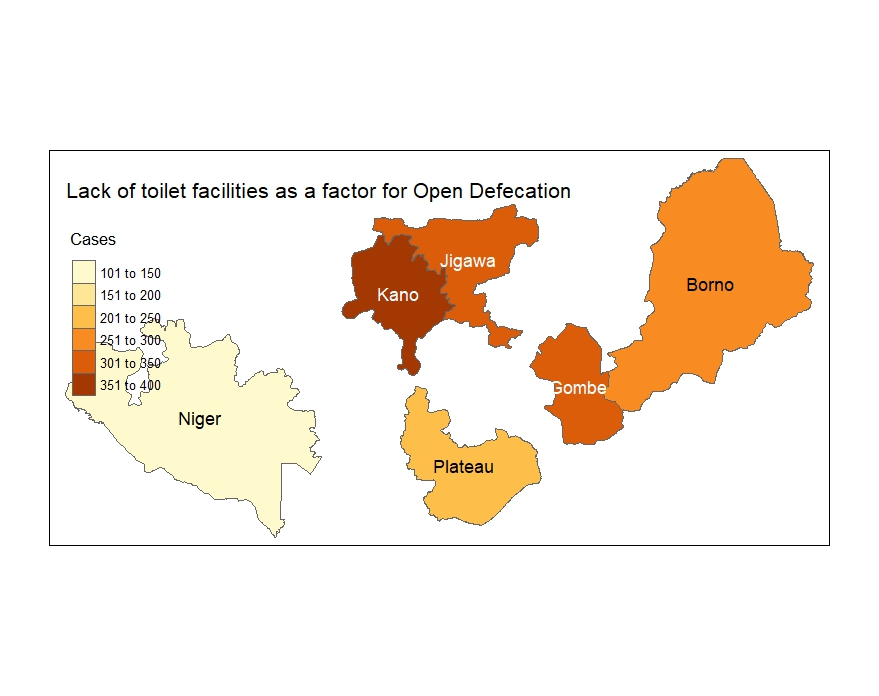 Lack of toilet facilities as a factor for Open Defecation
Cases
101 to 150
151 to 200
201 to 250
251 to 300
301 to 350
351 to 400
Jigawa
Kano
Borno
Gombe
Niger
Plateau